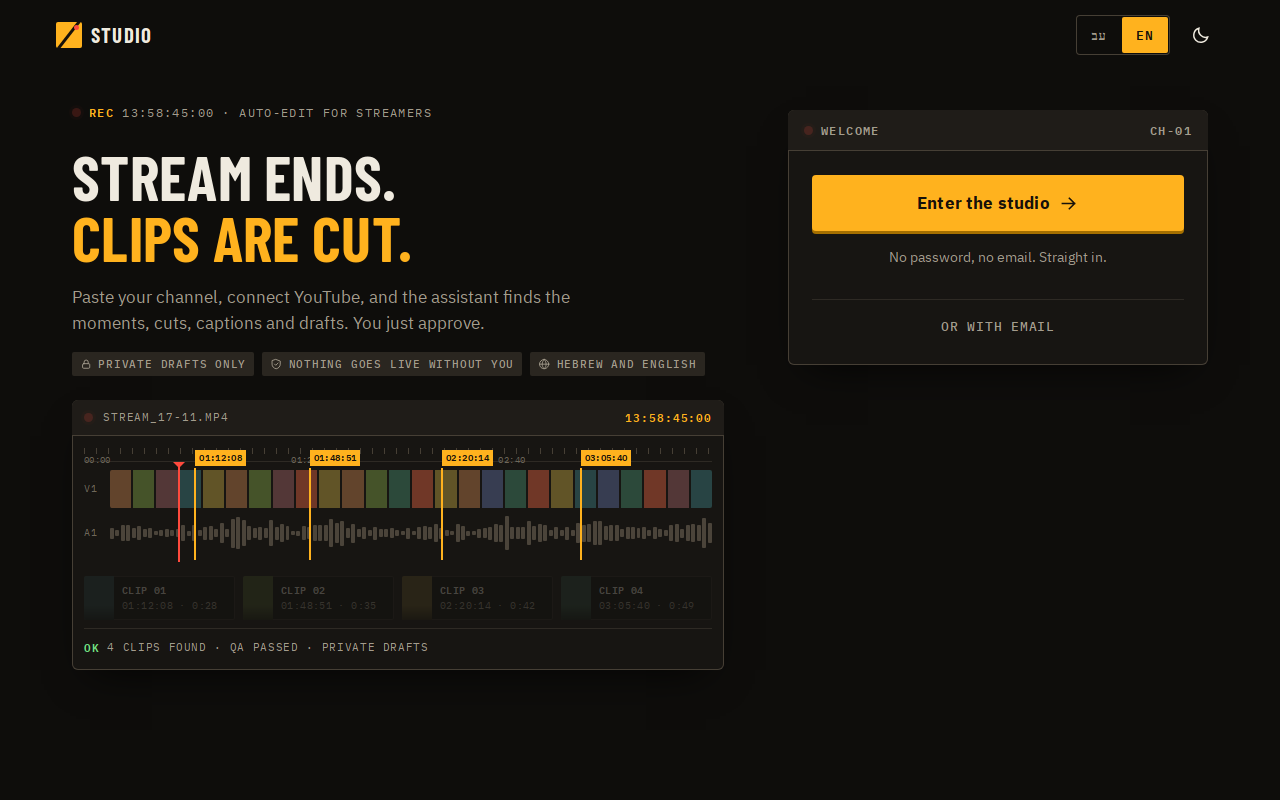 STUDIO
עב
EN
REC 13:58:45:00 · AUTO-EDIT FOR STREAMERS
STREAM ENDS.
CLIPS ARE CUT.
Paste your channel, connect YouTube, and the assistant finds the
moments, cuts, captions and drafts. You just approve.
PRIVATE DRAFTS ONLY
NOTHING GOES LIVE WITHOUT YOU
HEBREW AND ENGLISH
WELCOME
CH-01
Enter the studio →
No password, no email. Straight in.
OR WITH EMAIL
STREAM_17-11.MP4
13:58:45:00
00:00
01:12:08
01:48:51
02:20:14
02:40
03:05:40
V1
A1
CLIP 01
01:12:08 · 0:28
CLIP 02
01:48:51 · 0:35
CLIP 03
02:20:14 · 0:42
CLIP 04
03:05:40 · 0:49
OK 4 CLIPS FOUND · QA PASSED · PRIVATE DRAFTS